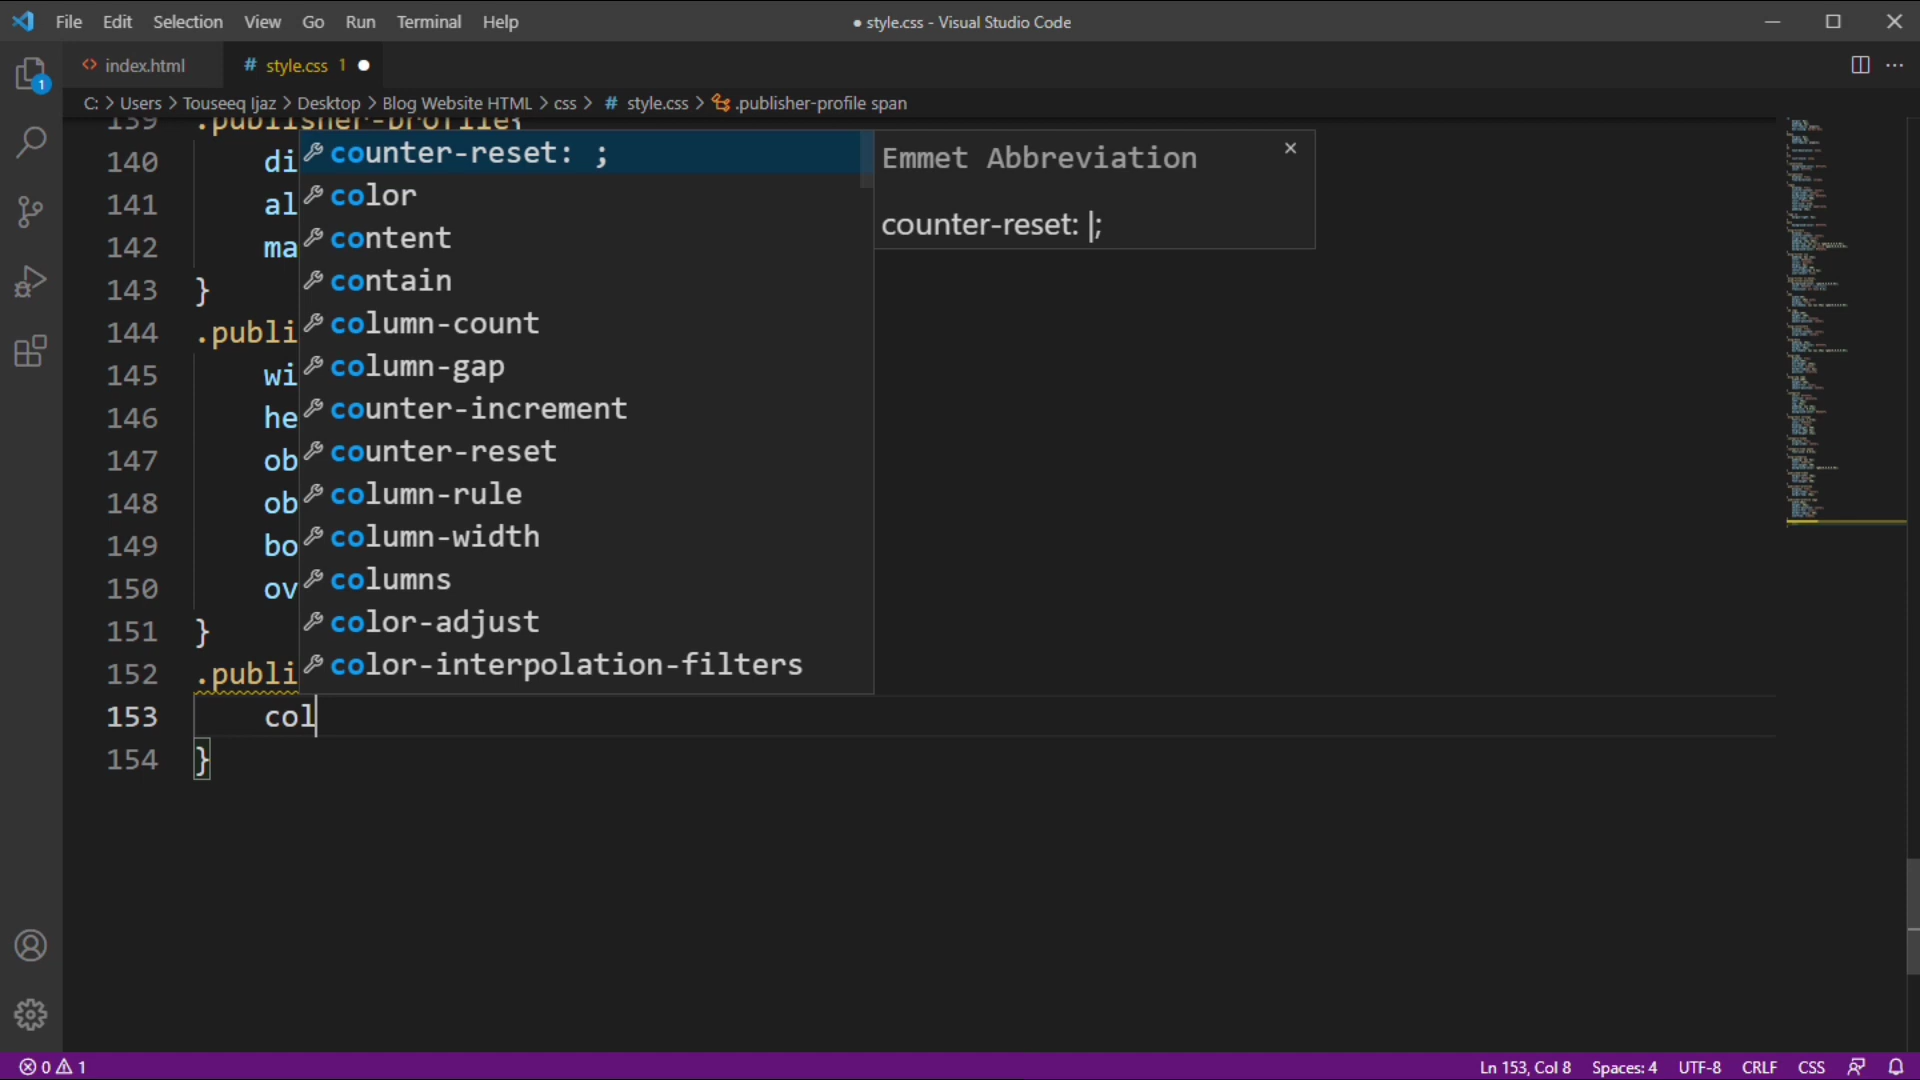 File Edit Selection View Go Run Terminal Help
● style.css - Visual Studio Code
index.html
# style.css 1 ●
C: > Users > Touseeq Ijaz > Desktop > Blog Website HTML > css > # style.css > .publisher-profile span
139 .publisher-profile{
140 di
141 al
142 ma
143 }
144 .publi
145 wi
146 he
147 ob
148 ob
149 bo
150 ov
151 }
152 .publi
153 col
154 }
counter-reset: ;
color
content
contain
column-count
column-gap
counter-increment
counter-reset
column-rule
column-width
columns
color-adjust
color-interpolation-filters
Emmet Abbreviation
counter-reset: |;
1
0 1
Ln 153, Col 8 Spaces: 4 UTF-8 CRLF CSS